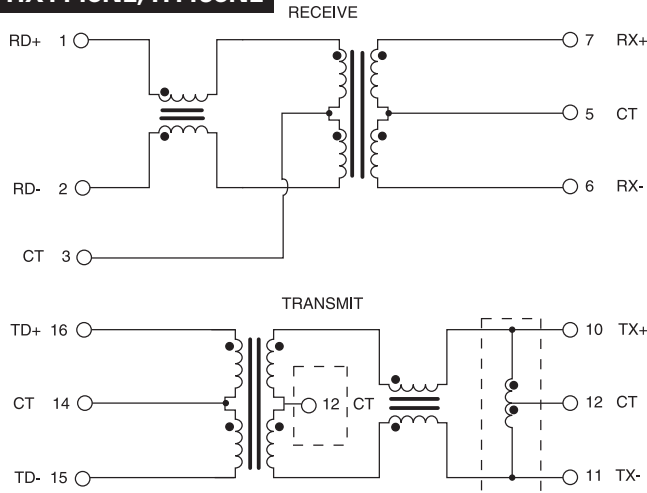 RECEIVE
RD+ 1
7 RX+
5 CT
RD- 2
6 RX-
CT 3
TRANSMIT
TD+ 16
10 TX+
CT 14
12 CT
12 CT
TD- 15
11 TX-